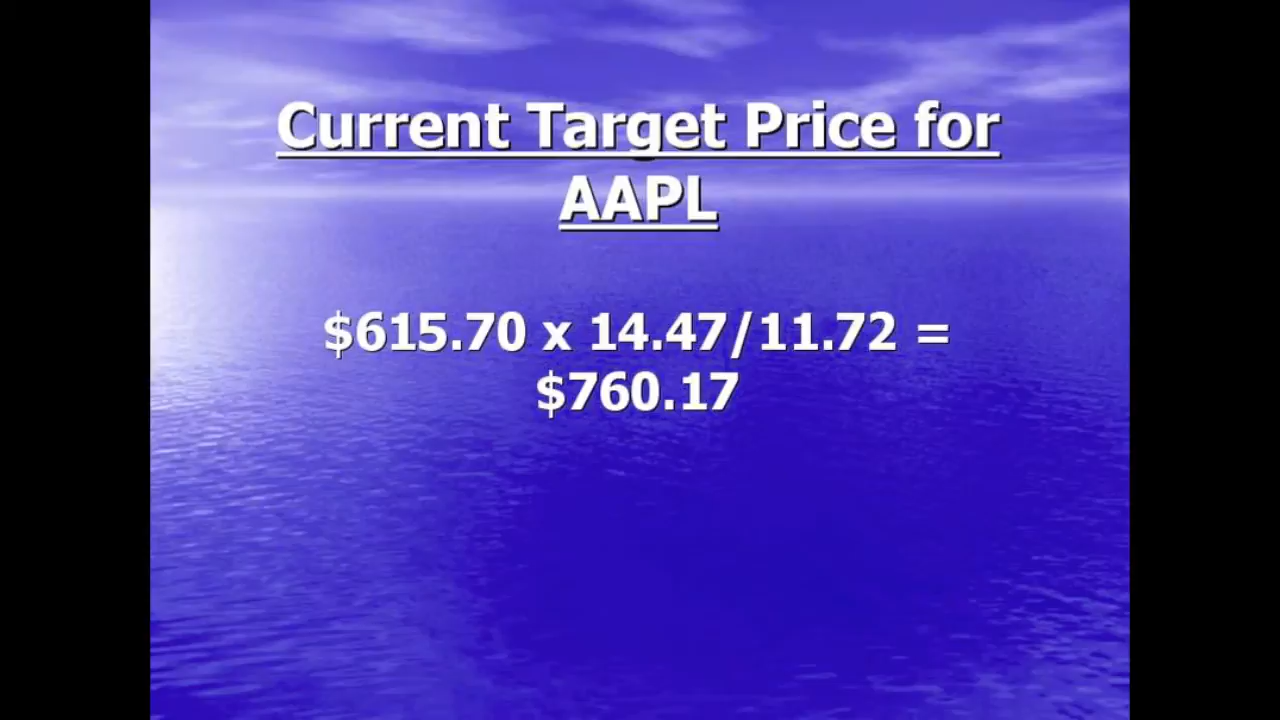 Current Target Price for
AAPL
$615.70 x 14.47/11.72 =
$760.17